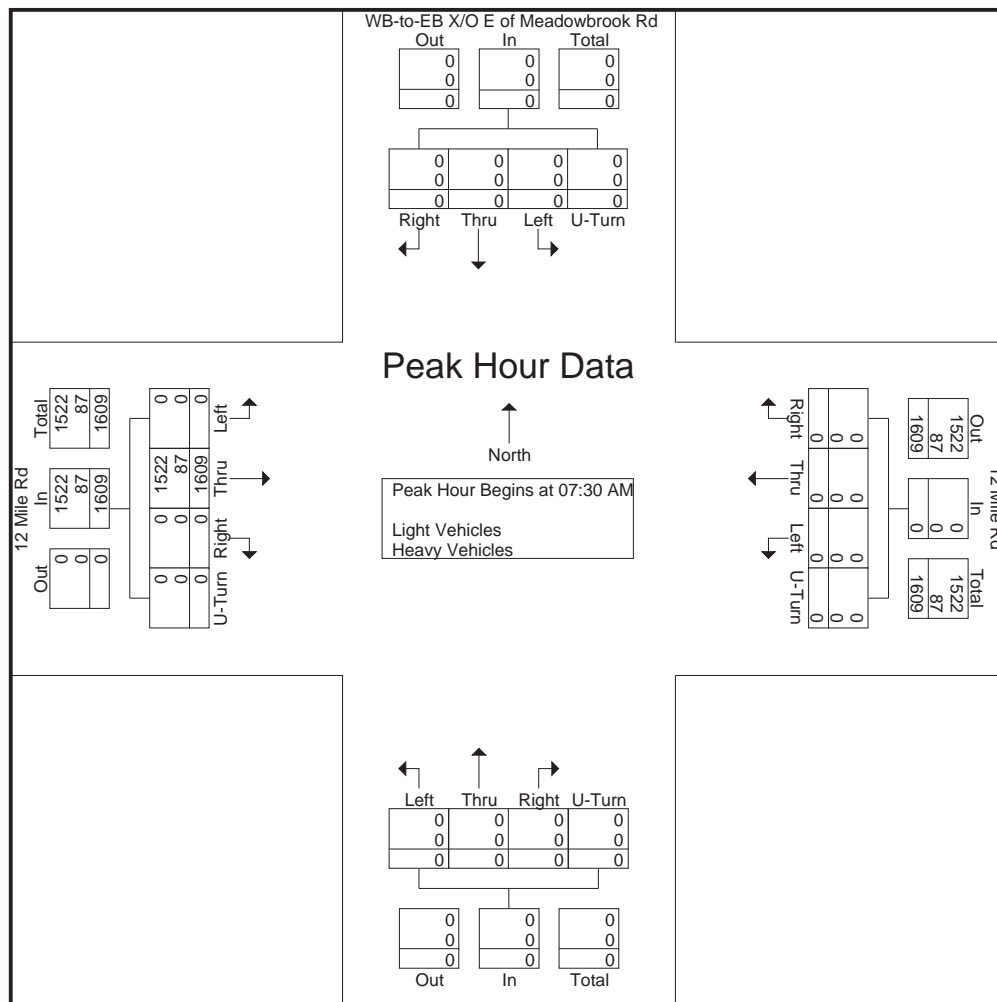 WB-to-EB X/O E of Meadowbrook Rd
Out In Total
0 0 0
0 0 0
0 0 0
0 0 0 0
0 0 0 0
0 0 0 0
Right Thru Left U-Turn
Peak Hour Data
North
Peak Hour Begins at 07:30 AM
Light Vehicles
Heavy Vehicles
12 Mile Rd
Out In Total
0 1522 1522
0 87 87
0 1609 1609
U-Turn Right Thru Left
0 0 1522 0
0 0 87 0
0 0 1609 0
Right Thru Left U-Turn
0 0 0 0
0 0 0 0
0 0 0 0
12 Mile Rd
Out In Total
1522 0 1522
87 0 87
1609 0 1609
Left Thru Right U-Turn
0 0 0 0
0 0 0 0
0 0 0 0
0 0 0
0 0 0
0 0 0
Out In Total